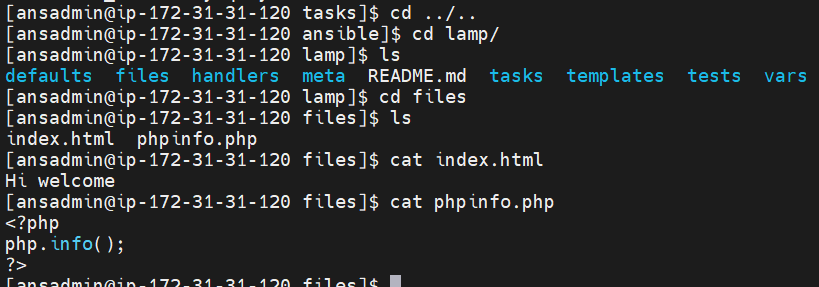 [ansadmin@ip-172-31-31-120 tasks]$ cd ../..
[ansadmin@ip-172-31-31-120 ansible]$ cd lamp/
[ansadmin@ip-172-31-31-120 lamp]$ ls
defaults files handlers meta README.md tasks templates tests vars
[ansadmin@ip-172-31-31-120 lamp]$ cd files
[ansadmin@ip-172-31-31-120 files]$ ls
index.html phpinfo.php
[ansadmin@ip-172-31-31-120 files]$ cat index.html
Hi welcome
[ansadmin@ip-172-31-31-120 files]$ cat phpinfo.php
<?php
php.info();
?>
[ansadmin@ip-172-31-31-120 files]$